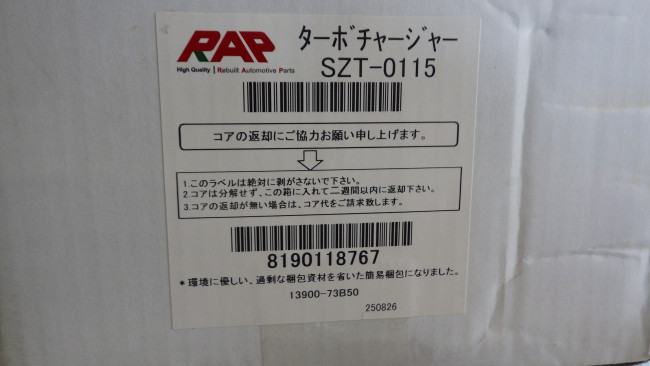 RAP
High Quality | Rebuilt Automotive Parts
ターボチャージャー
SZT-0115
コアの返却にご協力お願い申し上げます。
1.このラベルは絶対に剥がさないで下さい。
2.コアは分解せず、この箱に入れて二週間以内に返却下さい。
3.コアの返却が無い場合は、コア代をご請求致します。
8190118767
*環境に優しい、過剰な梱包資材を省いた簡易梱包になりました。
13900-73B50
250826